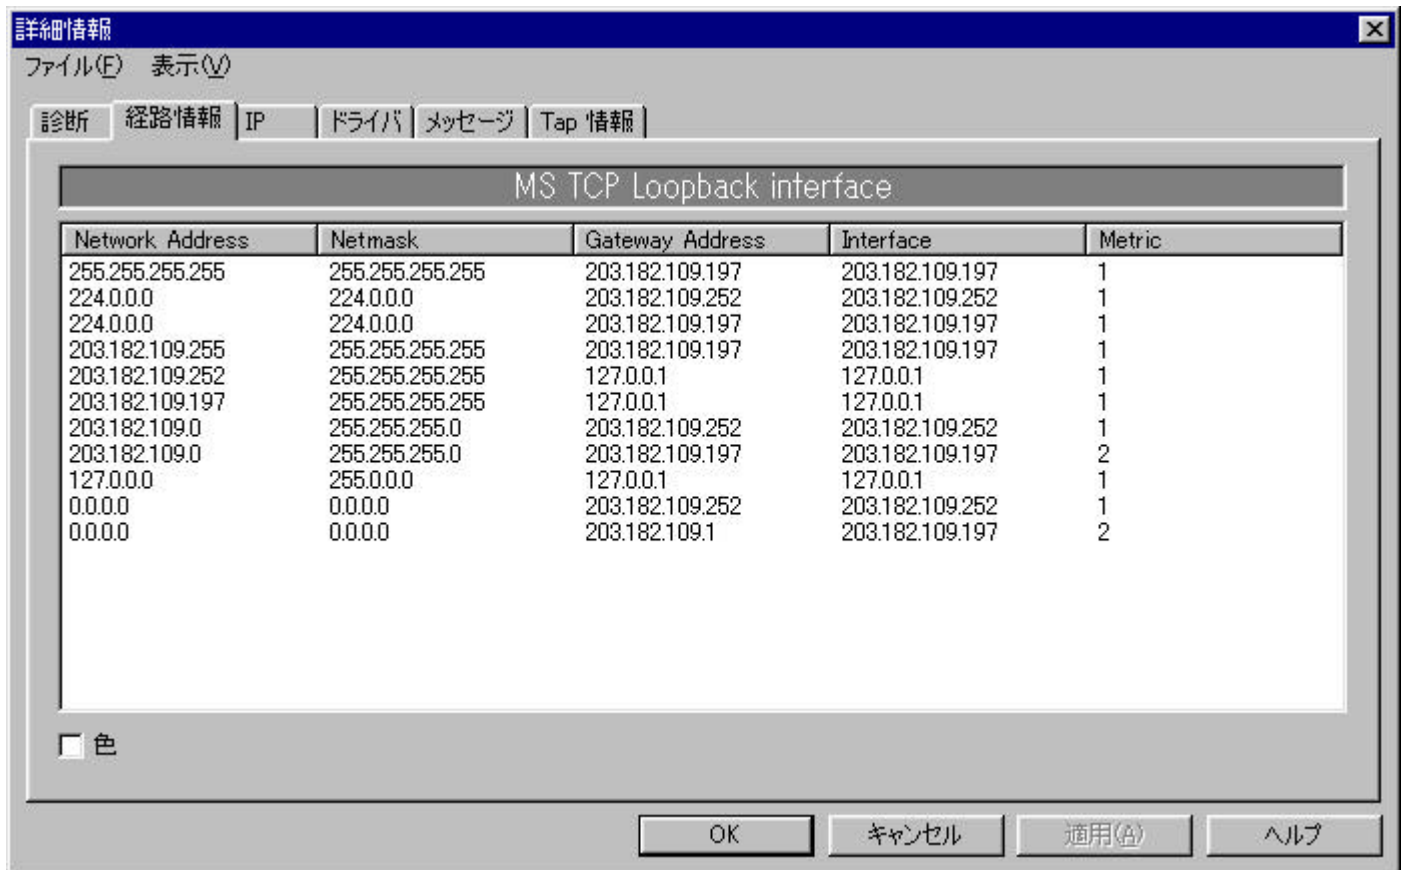 詳細情報
ファイル(F) 表示(V)
診断 経路情報 IP ドライバ メッセージ Tap 情報
MS TCP Loopback interface
Network Address Netmask Gateway Address Interface Metric
255.255.255.255 255.255.255.255 203.182.109.197 203.182.109.197 1
224.0.0.0 224.0.0.0 203.182.109.252 203.182.109.252 1
224.0.0.0 224.0.0.0 203.182.109.197 203.182.109.197 1
203.182.109.255 255.255.255.255 203.182.109.197 203.182.109.197 1
203.182.109.252 255.255.255.255 127.0.0.1 127.0.0.1 1
203.182.109.197 255.255.255.255 127.0.0.1 127.0.0.1 1
203.182.109.0 255.255.255.0 203.182.109.252 203.182.109.252 1
203.182.109.0 255.255.255.0 203.182.109.197 203.182.109.197 2
127.0.0.0 255.0.0.0 127.0.0.1 127.0.0.1 1
0.0.0.0 0.0.0.0 203.182.109.252 203.182.109.252 1
0.0.0.0 0.0.0.0 203.182.109.1 203.182.109.197 2
色
OK キャンセル 適用(A) ヘルプ